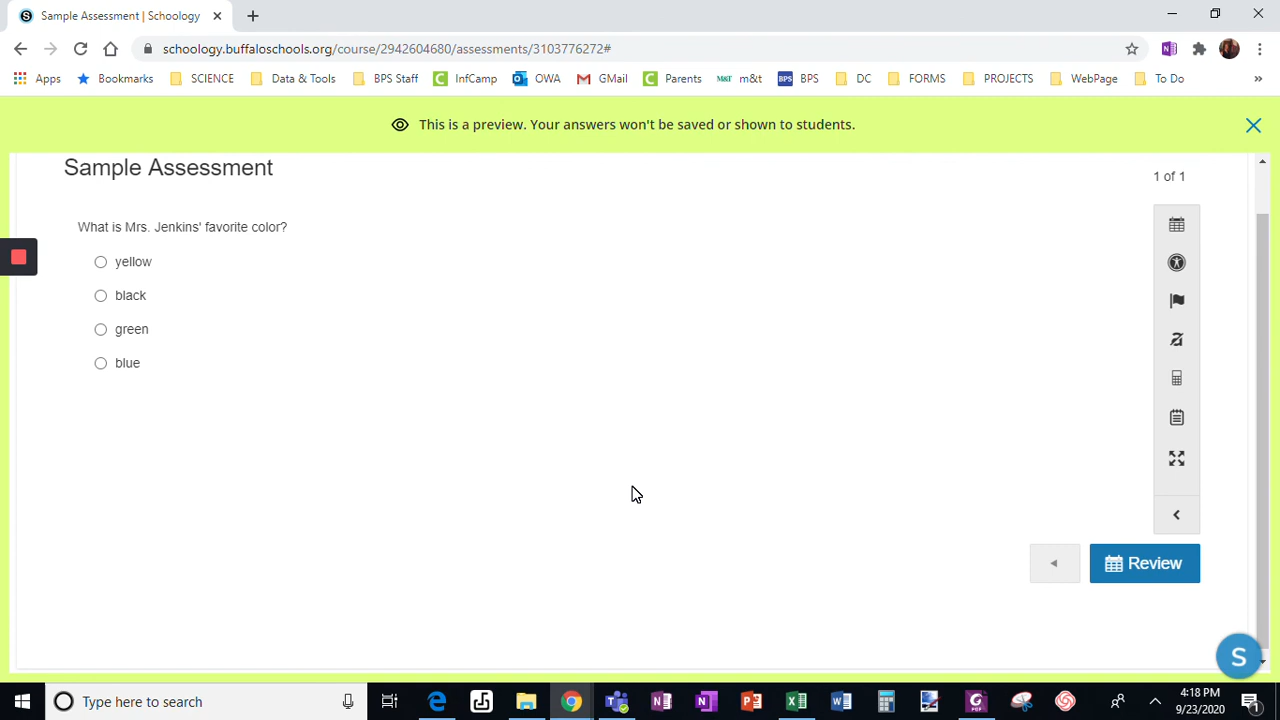 Sample Assessment | Schoology
schoology.buffaloschools.org/course/2942604680/assessments/3103776272#
Apps Bookmarks SCIENCE Data & Tools BPS Staff InfCamp OWA GMail Parents m&t BPS DC FORMS PROJECTS WebPage To Do »
This is a preview. Your answers won't be saved or shown to students.
Sample Assessment
1 of 1
What is Mrs. Jenkins' favorite color?
yellow
black
green
blue
Review
S
Type here to search
4:18 PM
9/23/2020